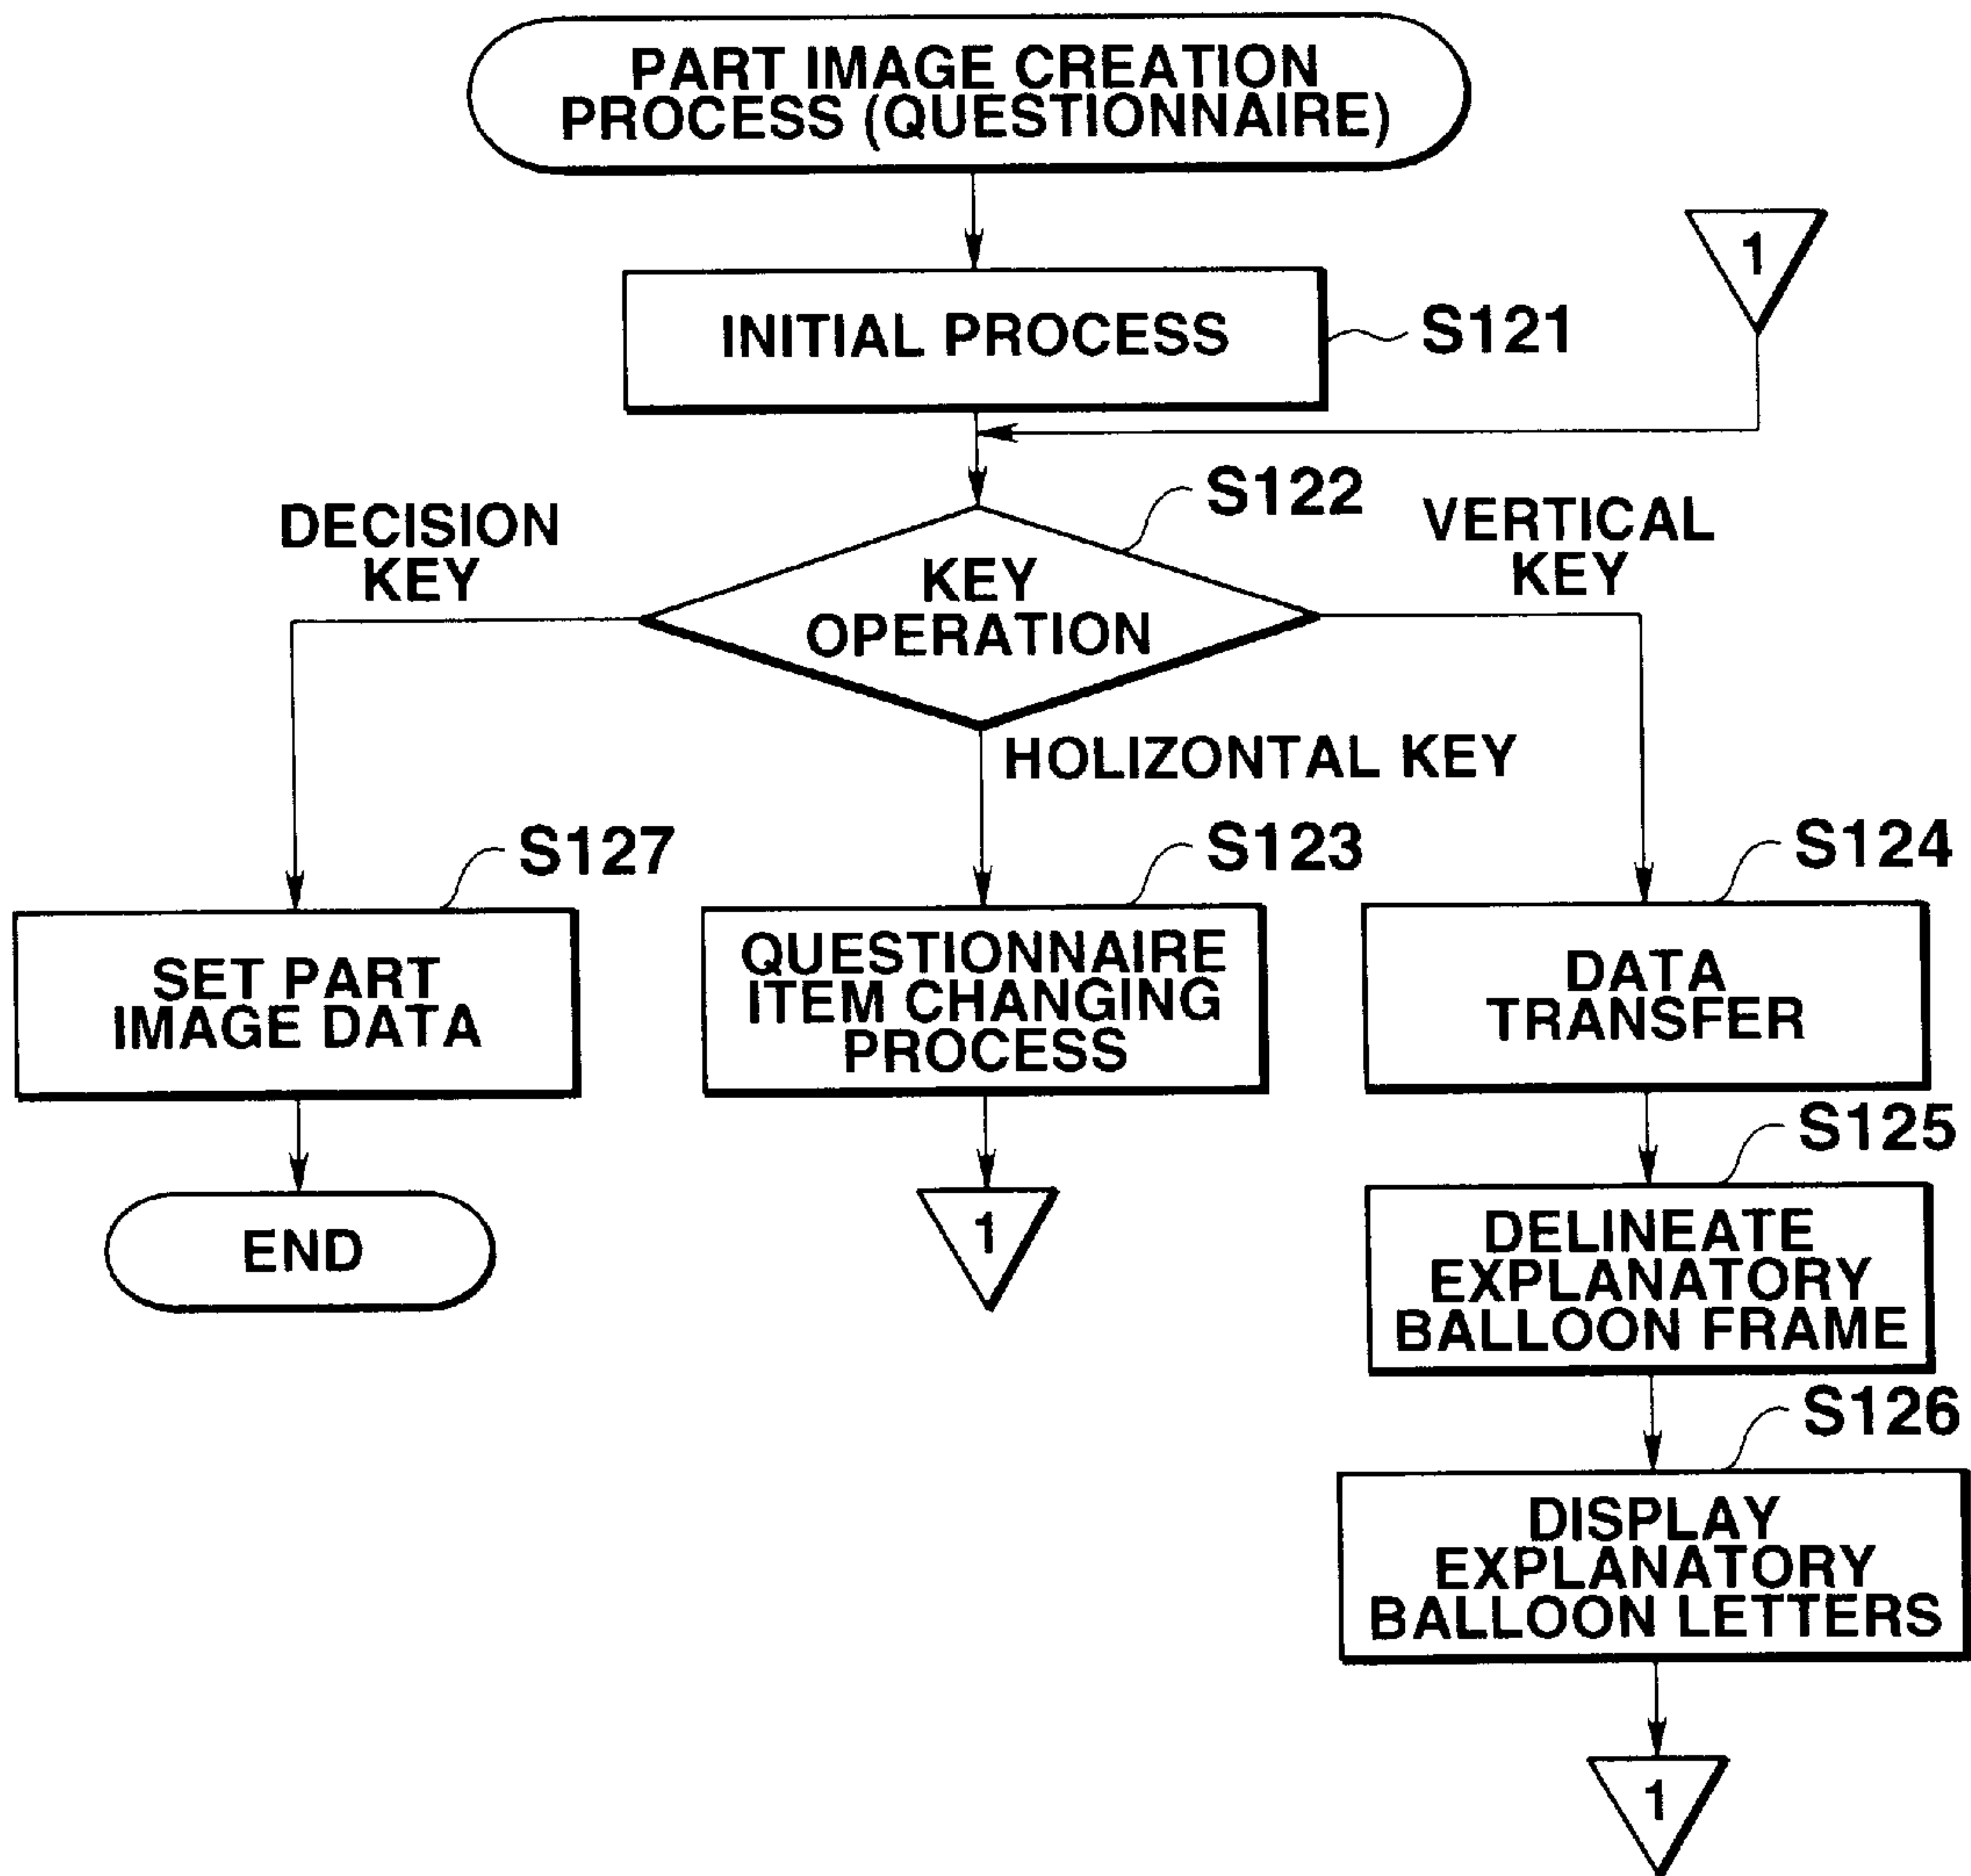 PART IMAGE CREATION
PROCESS (QUESTIONNAIRE)
1
INITIAL PROCESS
S121
S122
DECISION
KEY
KEY
OPERATION
VERTICAL
KEY
HOLIZONTAL KEY
S127
S123
S124
SET PART
IMAGE DATA
QUESTIONNAIRE
ITEM CHANGING
PROCESS
DATA
TRANSFER
S125
END
1
DELINEATE
EXPLANATORY
BALLOON FRAME
S126
DISPLAY
EXPLANATORY
BALLOON LETTERS
1